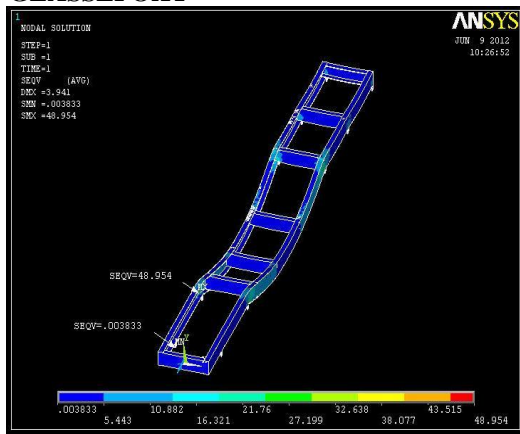 1
NODAL SOLUTION
STEP=1
SUB =1
TIME=1
SEQV (AVG)
DMX =3.941
SMN =.003833
SMX =48.954
ANSYS
JUN 9 2012
10:26:52
SEQV=48.954
SEQV=.003833
MN Y
.003833 10.882 21.76 32.638 43.515
5.443 16.321 27.199 38.077 48.954